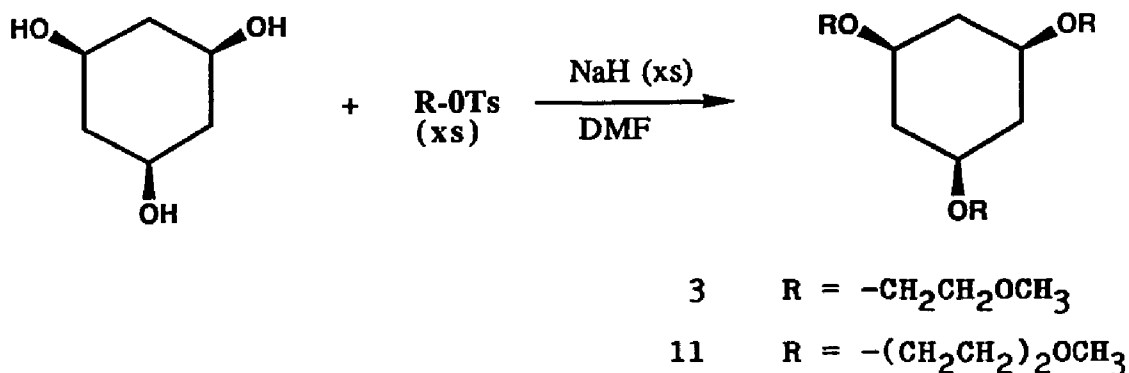 HO OH
OH
+ R-0Ts
(xs)
NaH (xs)
DMF
RO OR
OR
3 R = -CH₂CH₂OCH₃
11 R = -(CH₂CH₂)₂OCH₃